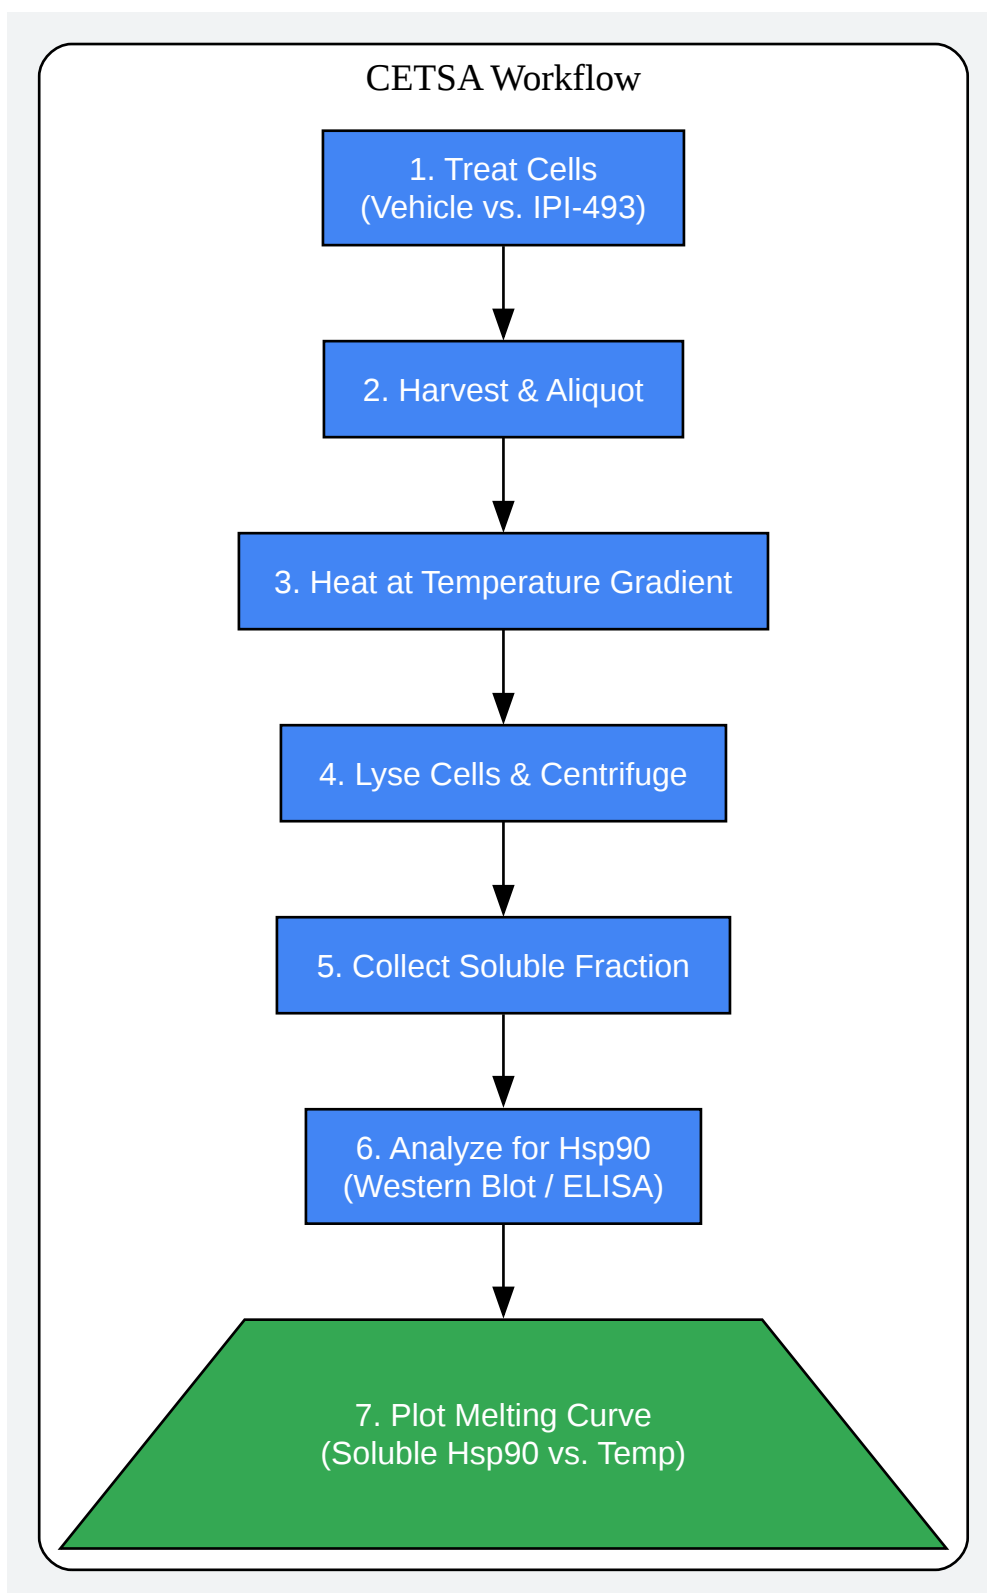 CETSA Workflow
1. Treat Cells
(Vehicle vs. IPI-493)
2. Harvest & Aliquot
3. Heat at Temperature Gradient
4. Lyse Cells & Centrifuge
5. Collect Soluble Fraction
6. Analyze for Hsp90
(Western Blot / ELISA)
7. Plot Melting Curve
(Soluble Hsp90 vs. Temp)